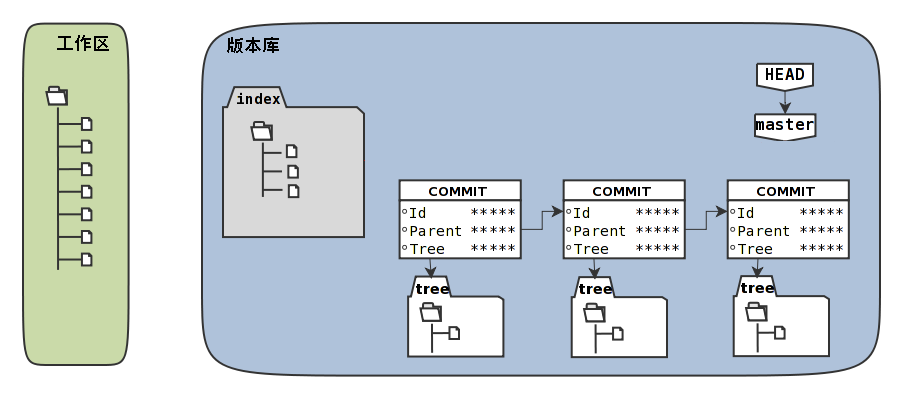 工作区
版本库
HEAD
master
index
COMMIT
Id *****
Parent *****
Tree *****
tree
COMMIT
Id *****
Parent *****
Tree *****
tree
COMMIT
Id *****
Parent *****
Tree *****
tree